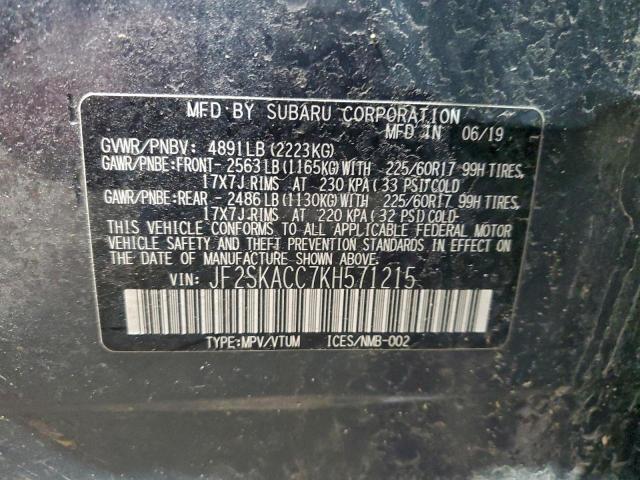 MFD BY SUBARU CORPORATION
MFD IN 06/19
GVWR/PNBV: 4891LB (2223KG)
GAWR/PNBE:FRONT- 2563LB(1165KG)WITH 225/60R17 99H TIRES,
17X7J RIMS AT 230 KPA ( 33 PSI)COLD
GAWR/PNBE:REAR - 2486LB(1130KG)WITH 225/60R17 99H TIRES,
17X7J RIMS AT 220 KPA ( 32 PSI)COLD-
THIS VEHICLE CONFORMS TO ALL APPLICABLE FEDERAL MOTOR
VEHICLE SAFETY AND THEFT PREVENTION STANDARDS IN EFFECT ON THE
DATE OF MANUFACTURE SHOWN ABOVE.
VIN: JF2SKACC7KH571215
TYPE:MPV/VTUM ICES/NMB-002